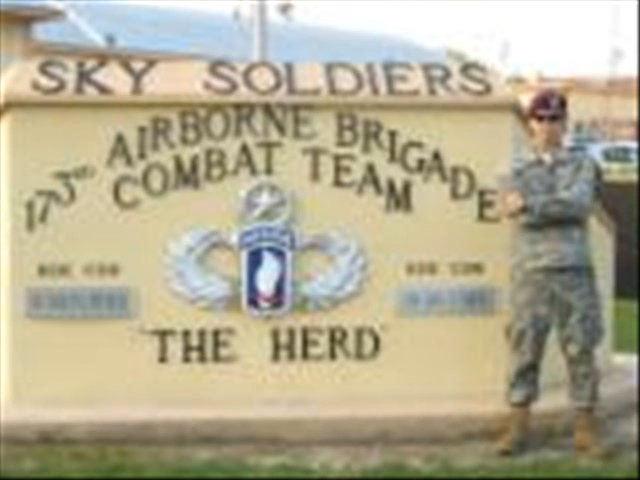 SKY SOLDIERS
173RD AIRBORNE BRIGADE
COMBAT TEAM
AIRBORNE
"THE HERD"